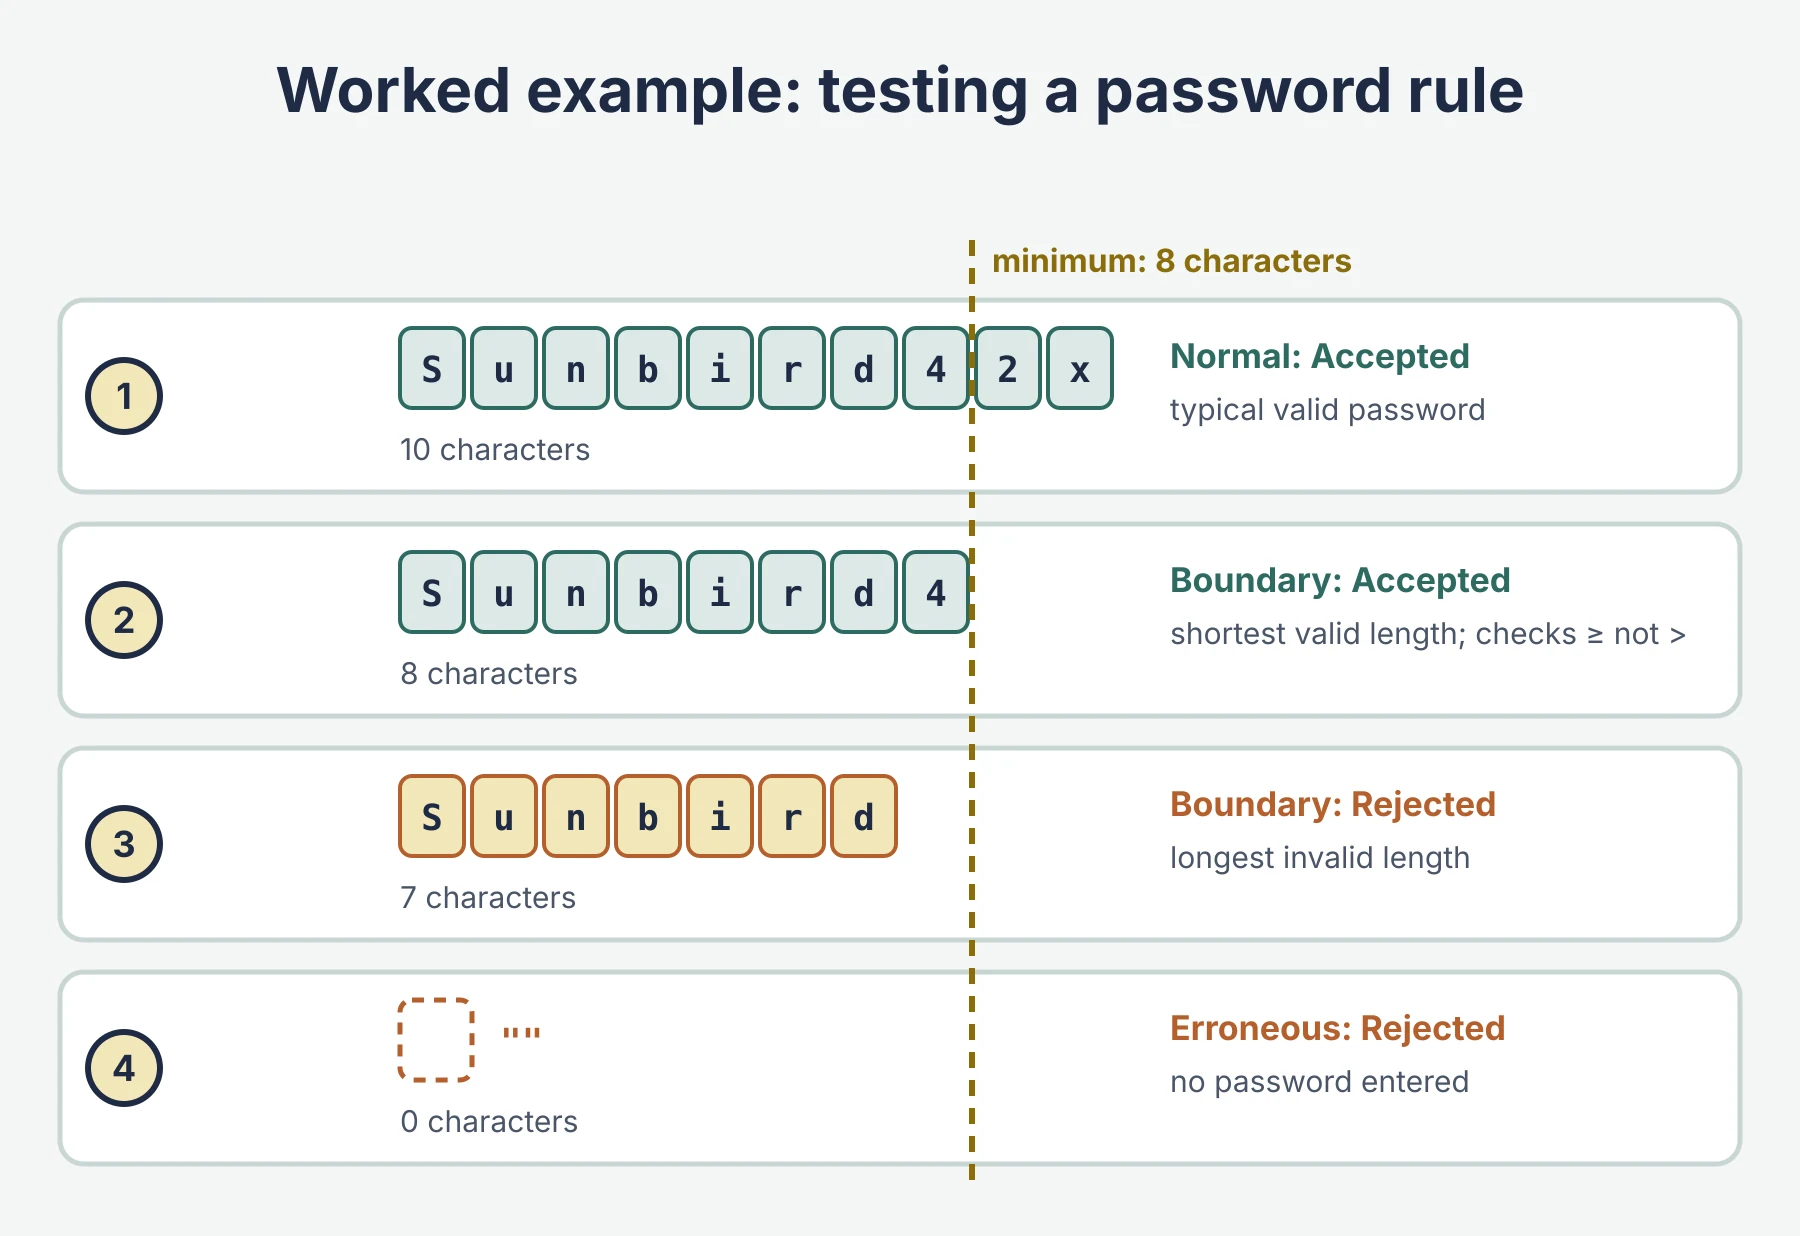 Worked example: testing a password rule
minimum: 8 characters
1
S u n b i r d 4 2 x
10 characters
Normal: Accepted
typical valid password
2
S u n b i r d 4
8 characters
Boundary: Accepted
shortest valid length; checks ≥ not >
3
S u n b i r d
7 characters
Boundary: Rejected
longest invalid length
4
""
0 characters
Erroneous: Rejected
no password entered